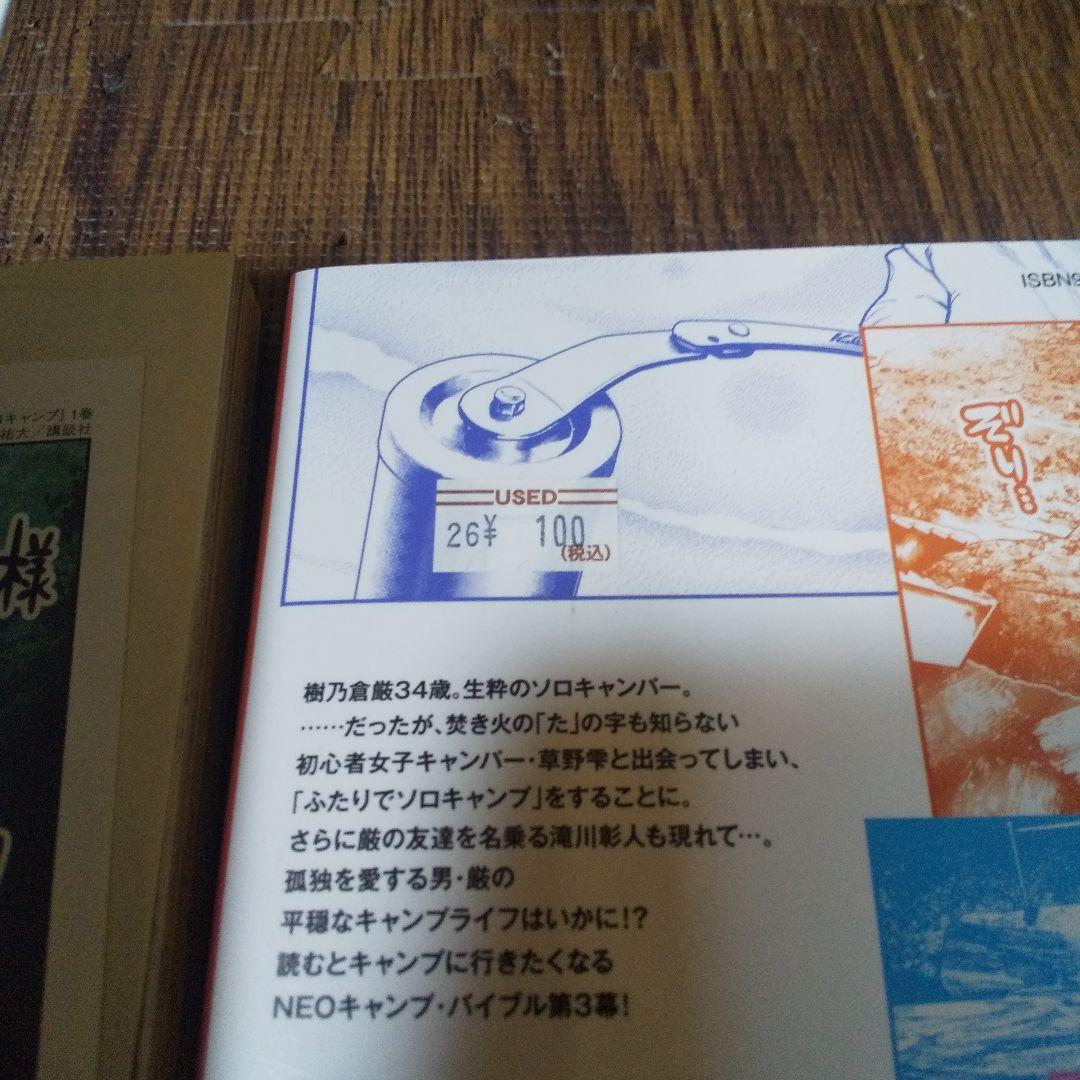 ISBN9
キャンプ」1巻
祐大／講談社
ぞり…
USED
26¥ 100
(税込)
様
樹乃倉厳34歳。生粋のソロキャンパー。
……だったが、焚き火の「た」の字も知らない
初心者女子キャンパー・草野雫と出会ってしまい、
「ふたりでソロキャンプ」をすることに。
さらに厳の友達を名乗る滝川彰人も現れて…。
孤独を愛する男・厳の
平穏なキャンプライフはいかに!?
読むとキャンプに行きたくなる
NEOキャンプ・バイブル第3幕!